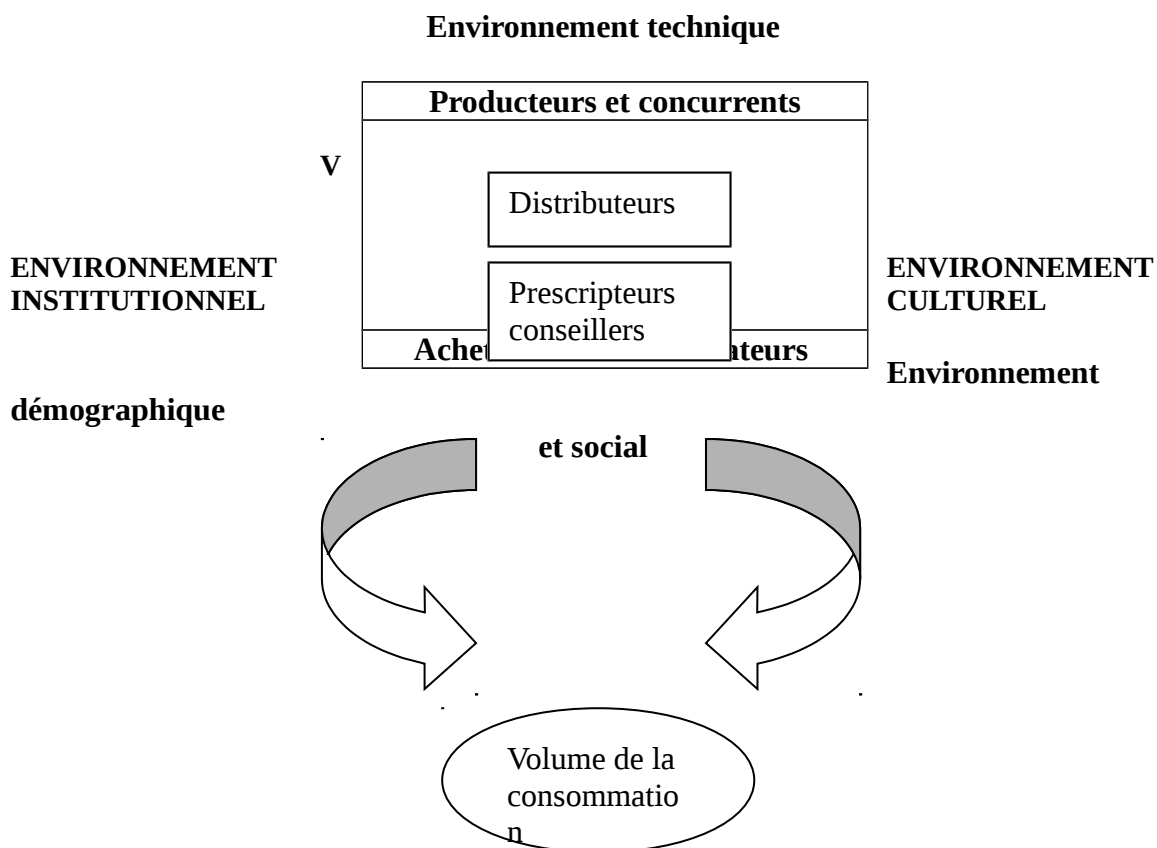 Environnement technique
Producteurs et concurrents
V
Distributeurs
ENVIRONNEMENT
INSTITUTIONNEL
ENVIRONNEMENT
CULTUREL
Prescripteurs
conseillers
Environnement
démographique
et social
Volume de la
consommatio
n